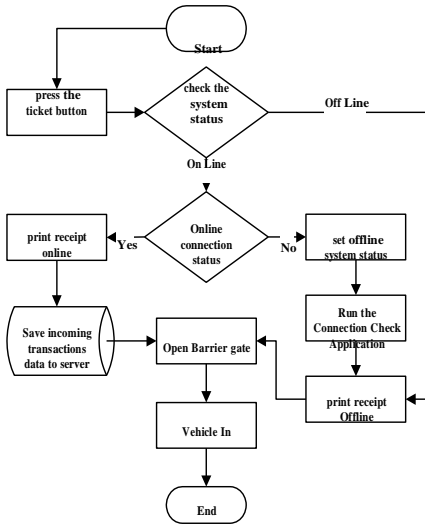 Start
press the
ticket button
check the
system
status
Off Line
On Line
print receipt
online
Yes
Online
connection
status
No
set offline
system status
Save incoming
transactions
data to server
Open Barrier gate
Run the
Connection Check
Application
print receipt
Offline
Vehicle In
End